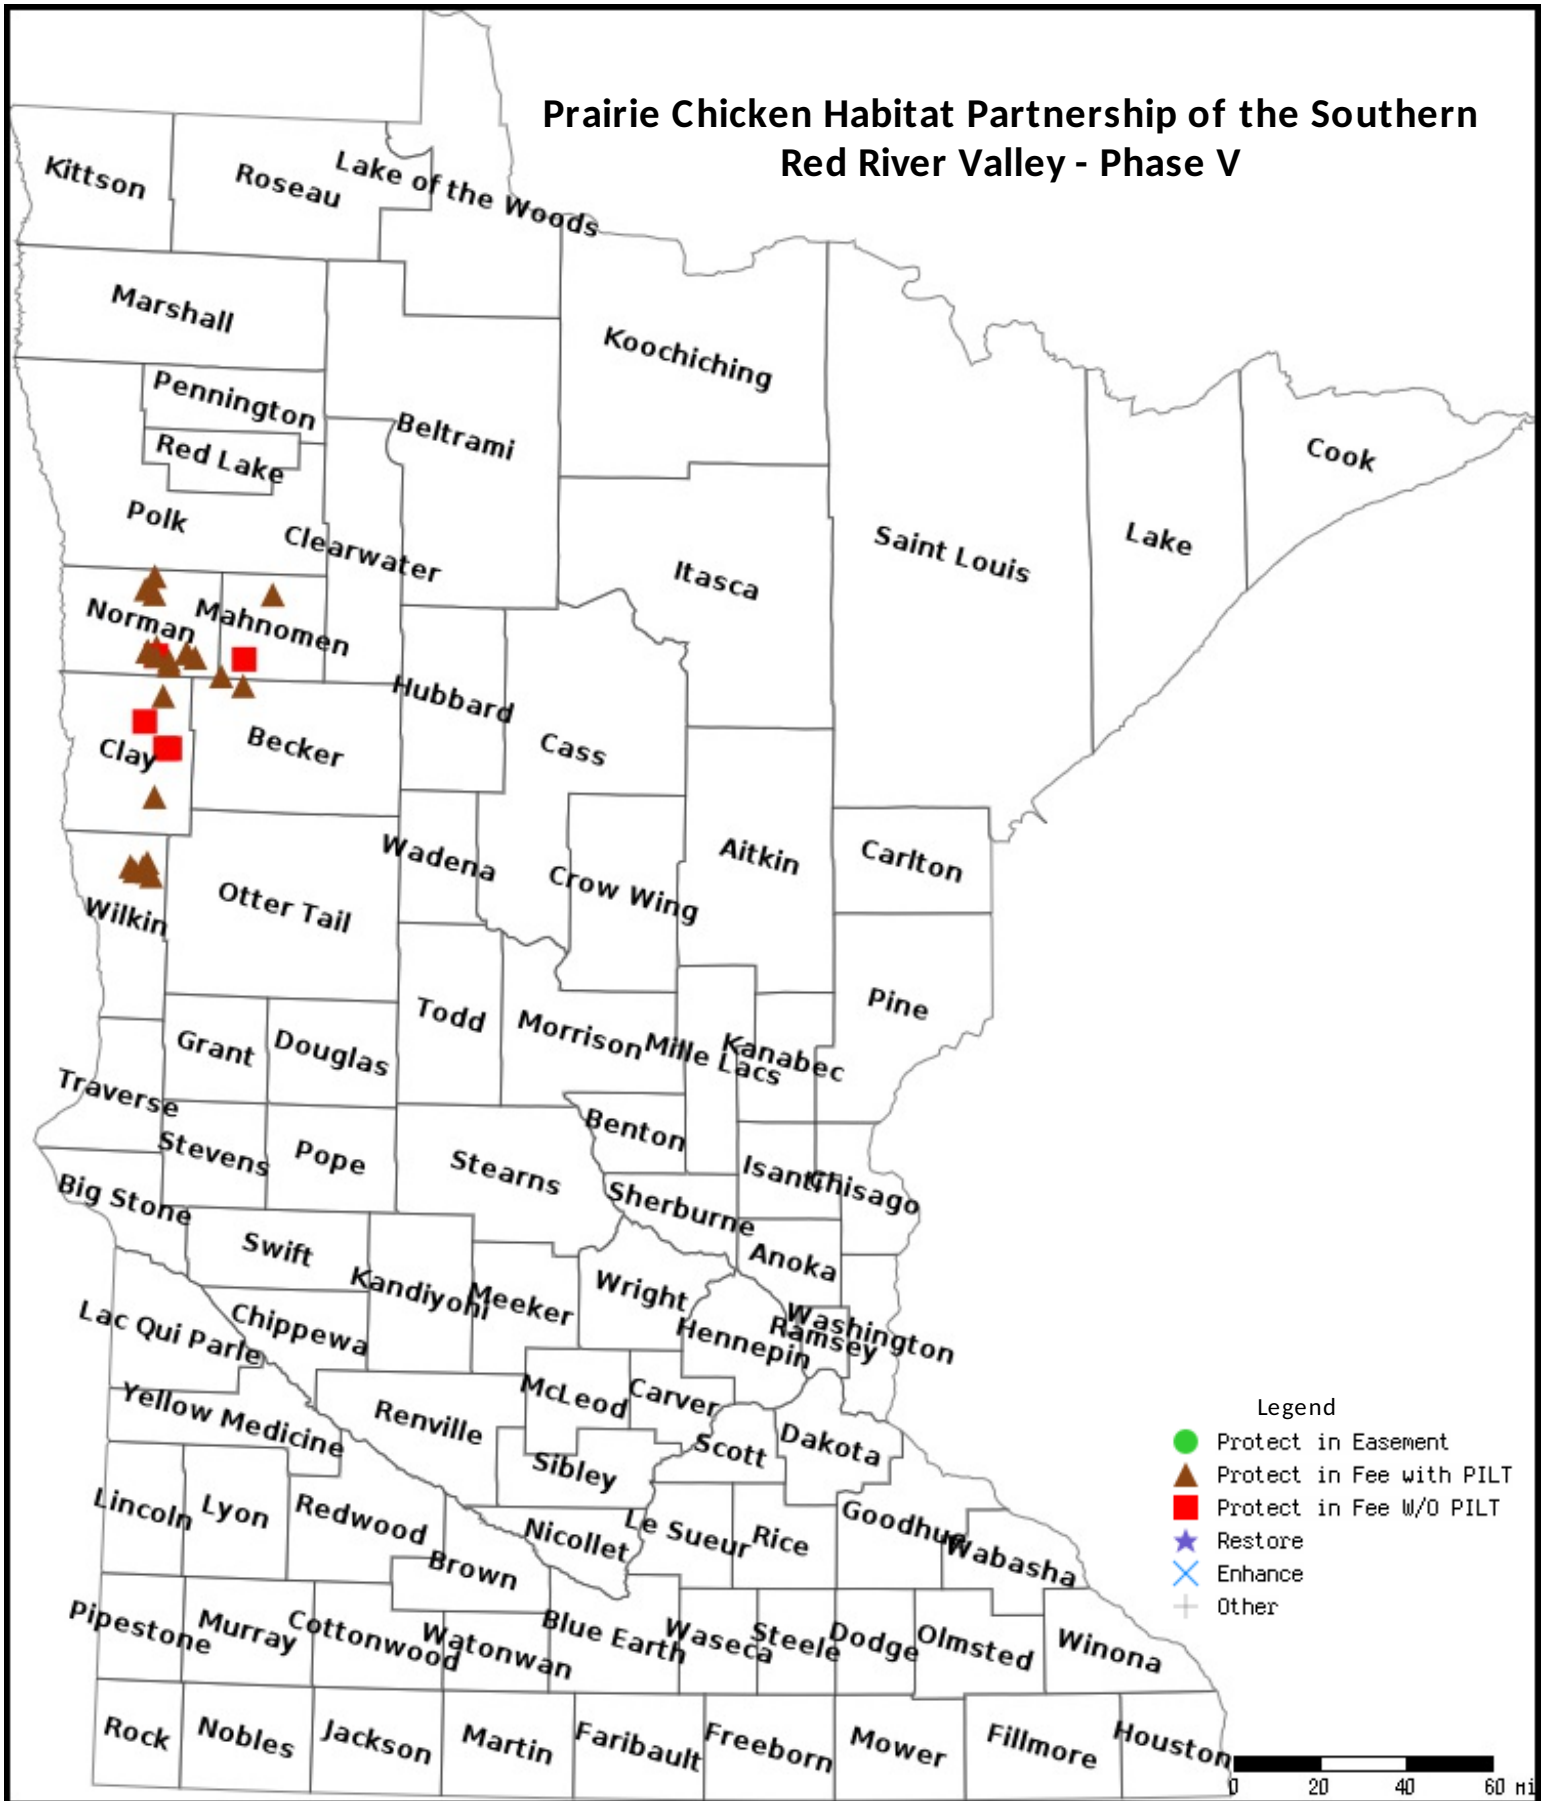 Prairie Chicken Habitat Partnership of the Southern
Red River Valley - Phase V
Kittson
Roseau
Lake of the Woods
Marshall
Koochiching
Pennington
Beltrami
Red Lake
Cook
Polk
Clearwater
Saint Louis
Lake
Itasca
Norman
Mahnomen
Hubbard
Clay
Becker
Cass
Wadena
Aitkin
Carlton
Otter Tail
Crow Wing
Wilkin
Todd
Pine
Grant
Douglas
Morrison
Mille Lacs
Kanabec
Traverse
Stevens
Pope
Benton
Stearns
Isanti
Chisago
Big Stone
Sherburne
Swift
Anoka
Kandiyohi
Meeker
Wright
Lac Qui Parle
Chippewa
Hennepin
Ramsey
Washington
Yellow Medicine
Renville
McLeod
Carver
Scott
Dakota
Sibley
Lincoln
Lyon
Redwood
Nicollet
Le Sueur
Rice
Goodhue
Wabasha
Brown
Pipestone
Murray
Cottonwood
Watonwan
Blue Earth
Waseca
Steele
Dodge
Olmsted
Winona
Rock
Nobles
Jackson
Martin
Faribault
Freeborn
Mower
Fillmore
Houston
Legend
Protect in Easement
Protect in Fee with PILT
Protect in Fee W/O PILT
Restore
Enhance
Other
0 20 40 60 mi